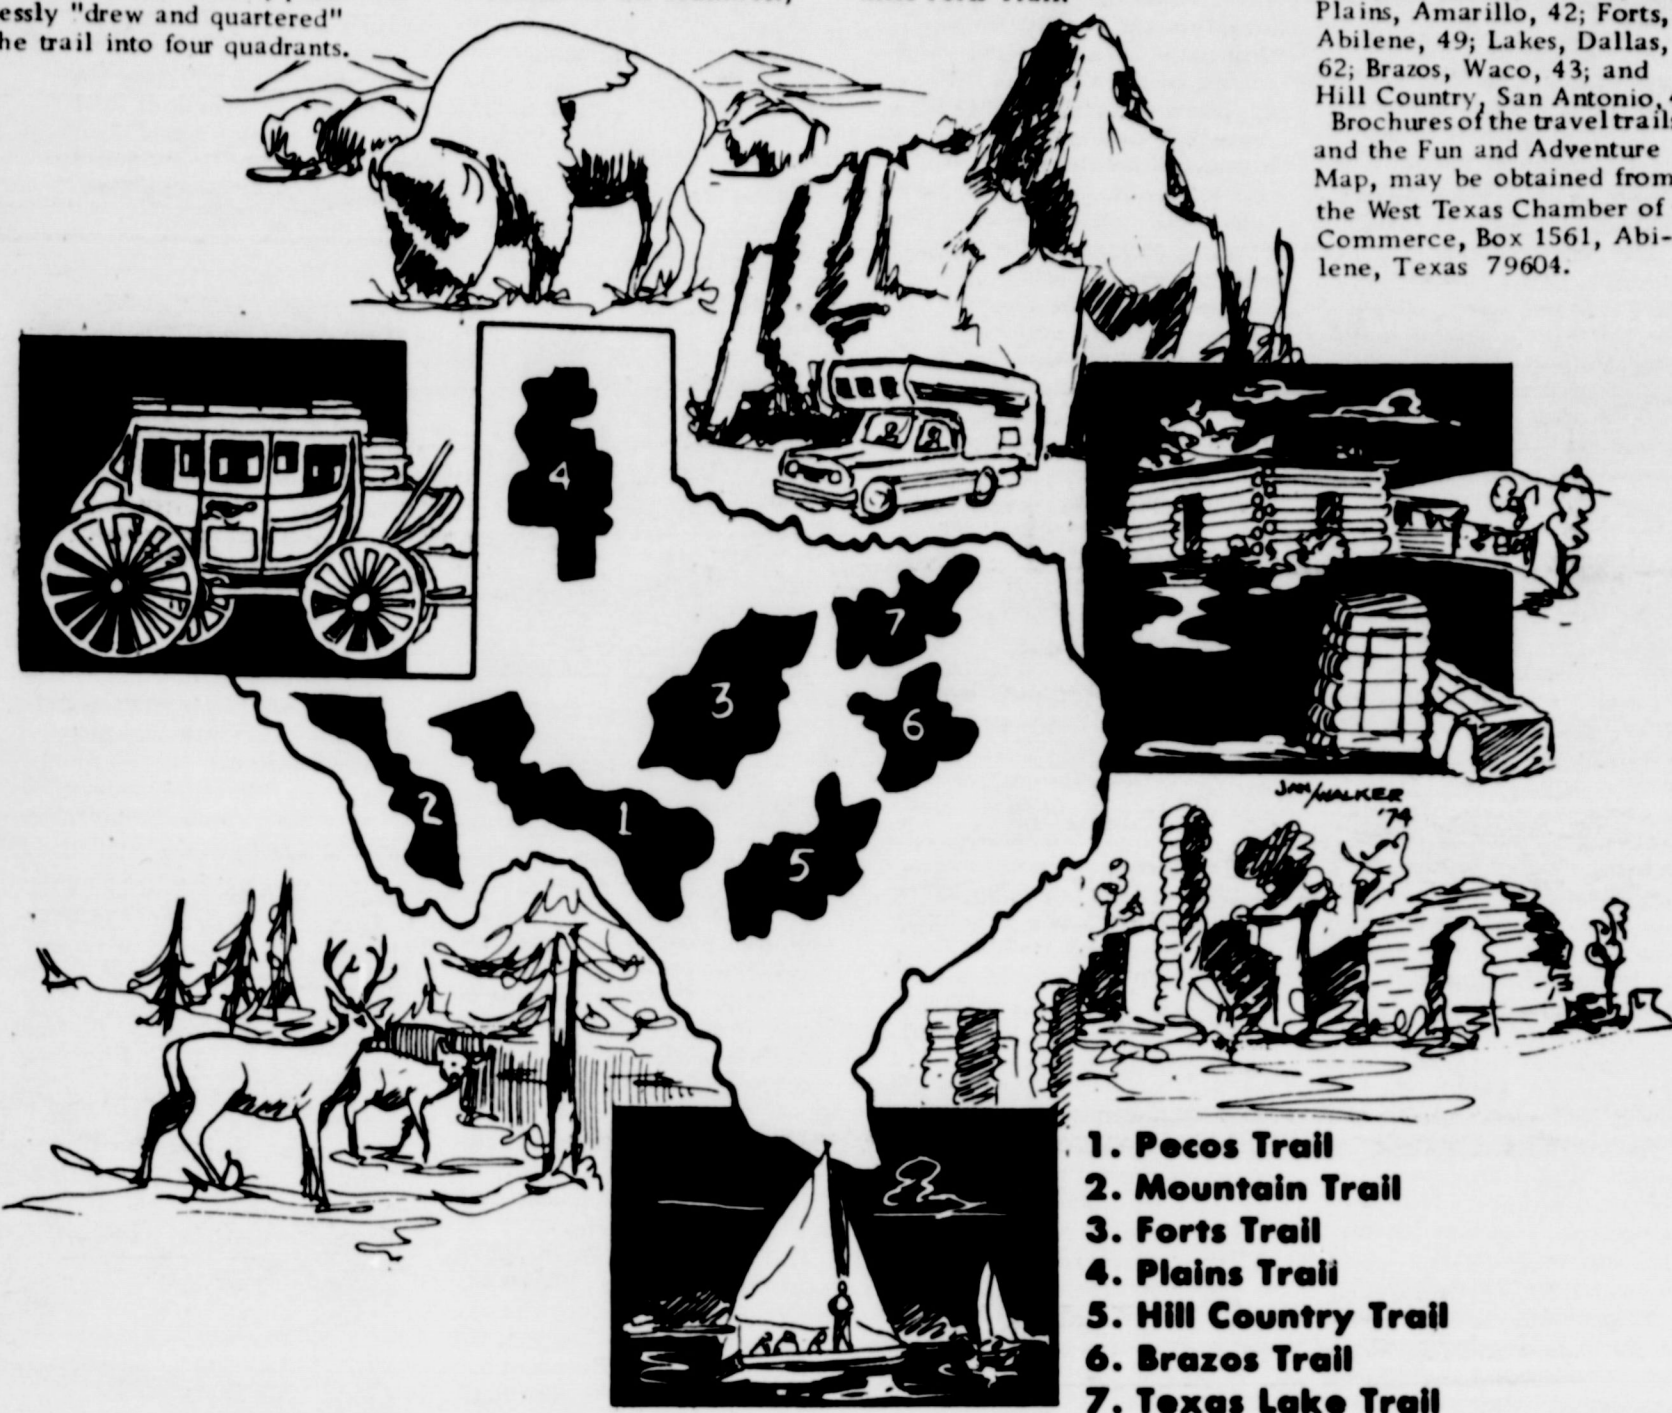 essly "drew and quartered"
he trail into four quadrants.
Plains, Amarillo, 42; Forts,
Abilene, 49; Lakes, Dallas,
62; Brazos, Waco, 43; and
Hill Country, San Antonio,
Brochures of the travel trails
and the Fun and Adventure
Map, may be obtained from
the West Texas Chamber of
Commerce, Box 1561, Abi-
lene, Texas 79604.
4
7
3
6
2
1
5
JAN/WALKER
'74
1. Pecos Trail
2. Mountain Trail
3. Forts Trail
4. Plains Trail
5. Hill Country Trail
6. Brazos Trail
7. Texas Lake Trail